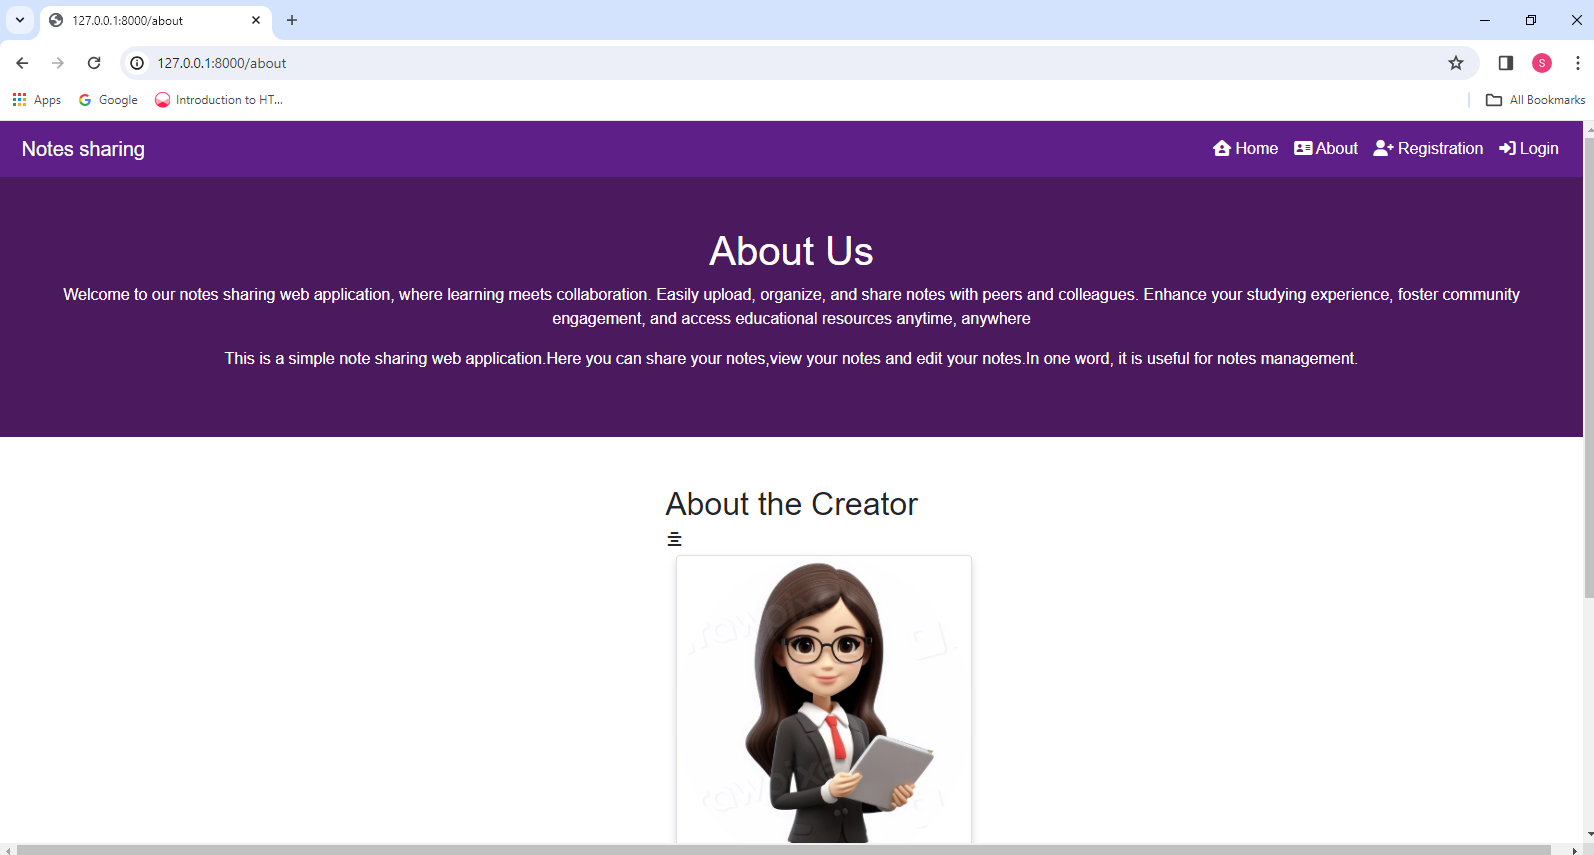 127.0.0.1:8000/about
127.0.0.1:8000/about
S
Apps
Google
Introduction to HT...
All Bookmarks
Notes sharing
Home
About
Registration
Login
About Us
Welcome to our notes sharing web application, where learning meets collaboration. Easily upload, organize, and share notes with peers and colleagues. Enhance your studying experience, foster community
engagement, and access educational resources anytime, anywhere
This is a simple note sharing web application.Here you can share your notes,view your notes and edit your notes.In one word, it is useful for notes management.
About the Creator